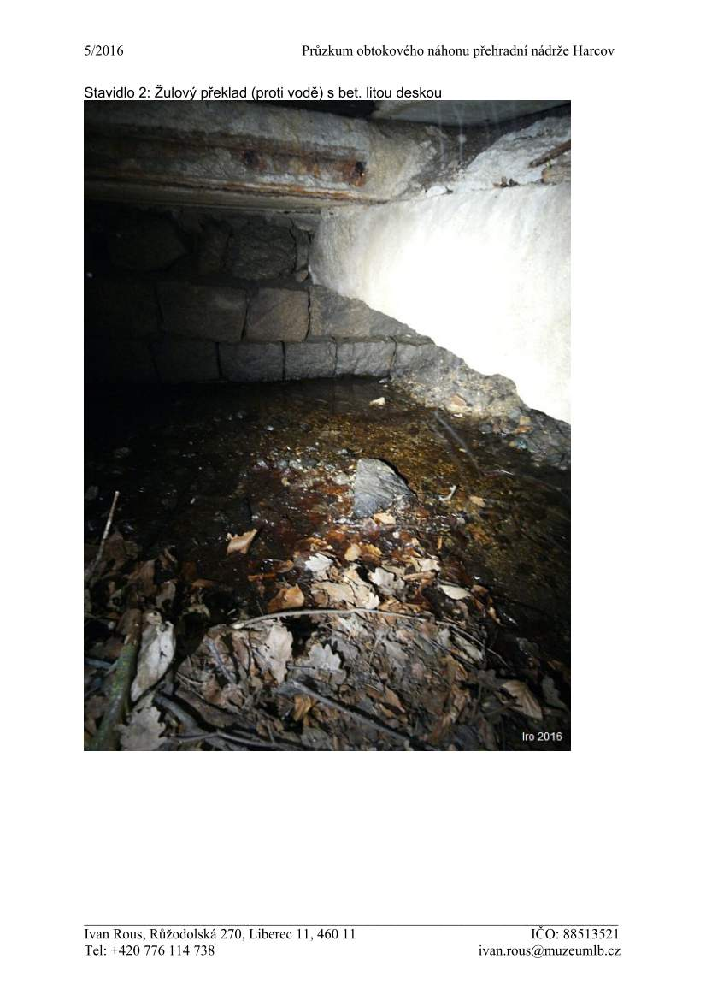 5/2016 Průzkum obtokového náhonu přehradní nádrže Harcov
Stavidlo 2: Žulový překlad (proti vodě) s bet. litou deskou
Iro 2016
Ivan Rous, Růžodolská 270, Liberec 11, 460 11 IČO: 88513521
Tel: +420 776 114 738 ivan.rous@muzeumlb.cz